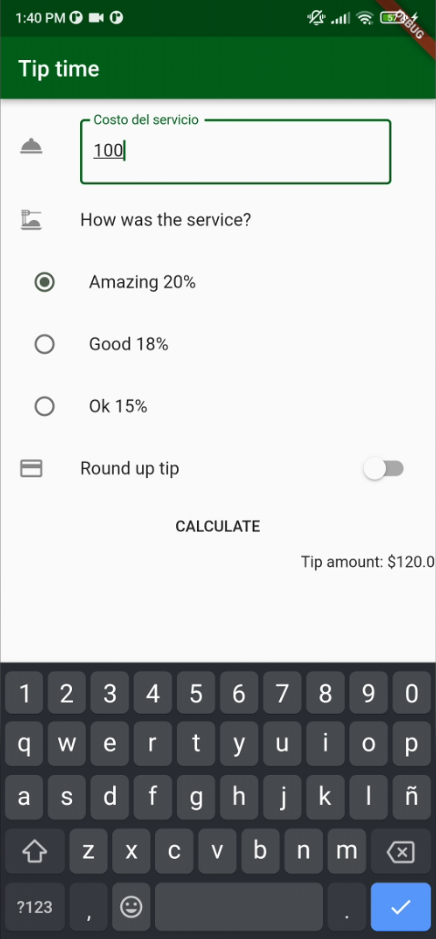 1:40 PM
57
DEBUG
Tip time
Costo del servicio
100
How was the service?
Amazing 20%
Good 18%
Ok 15%
Round up tip
CALCULATE
Tip amount: $120.0
1 2 3 4 5 6 7 8 9 0
q w e r t y u i o p
a s d f g h j k l ñ
z x c v b n m
?123 , .